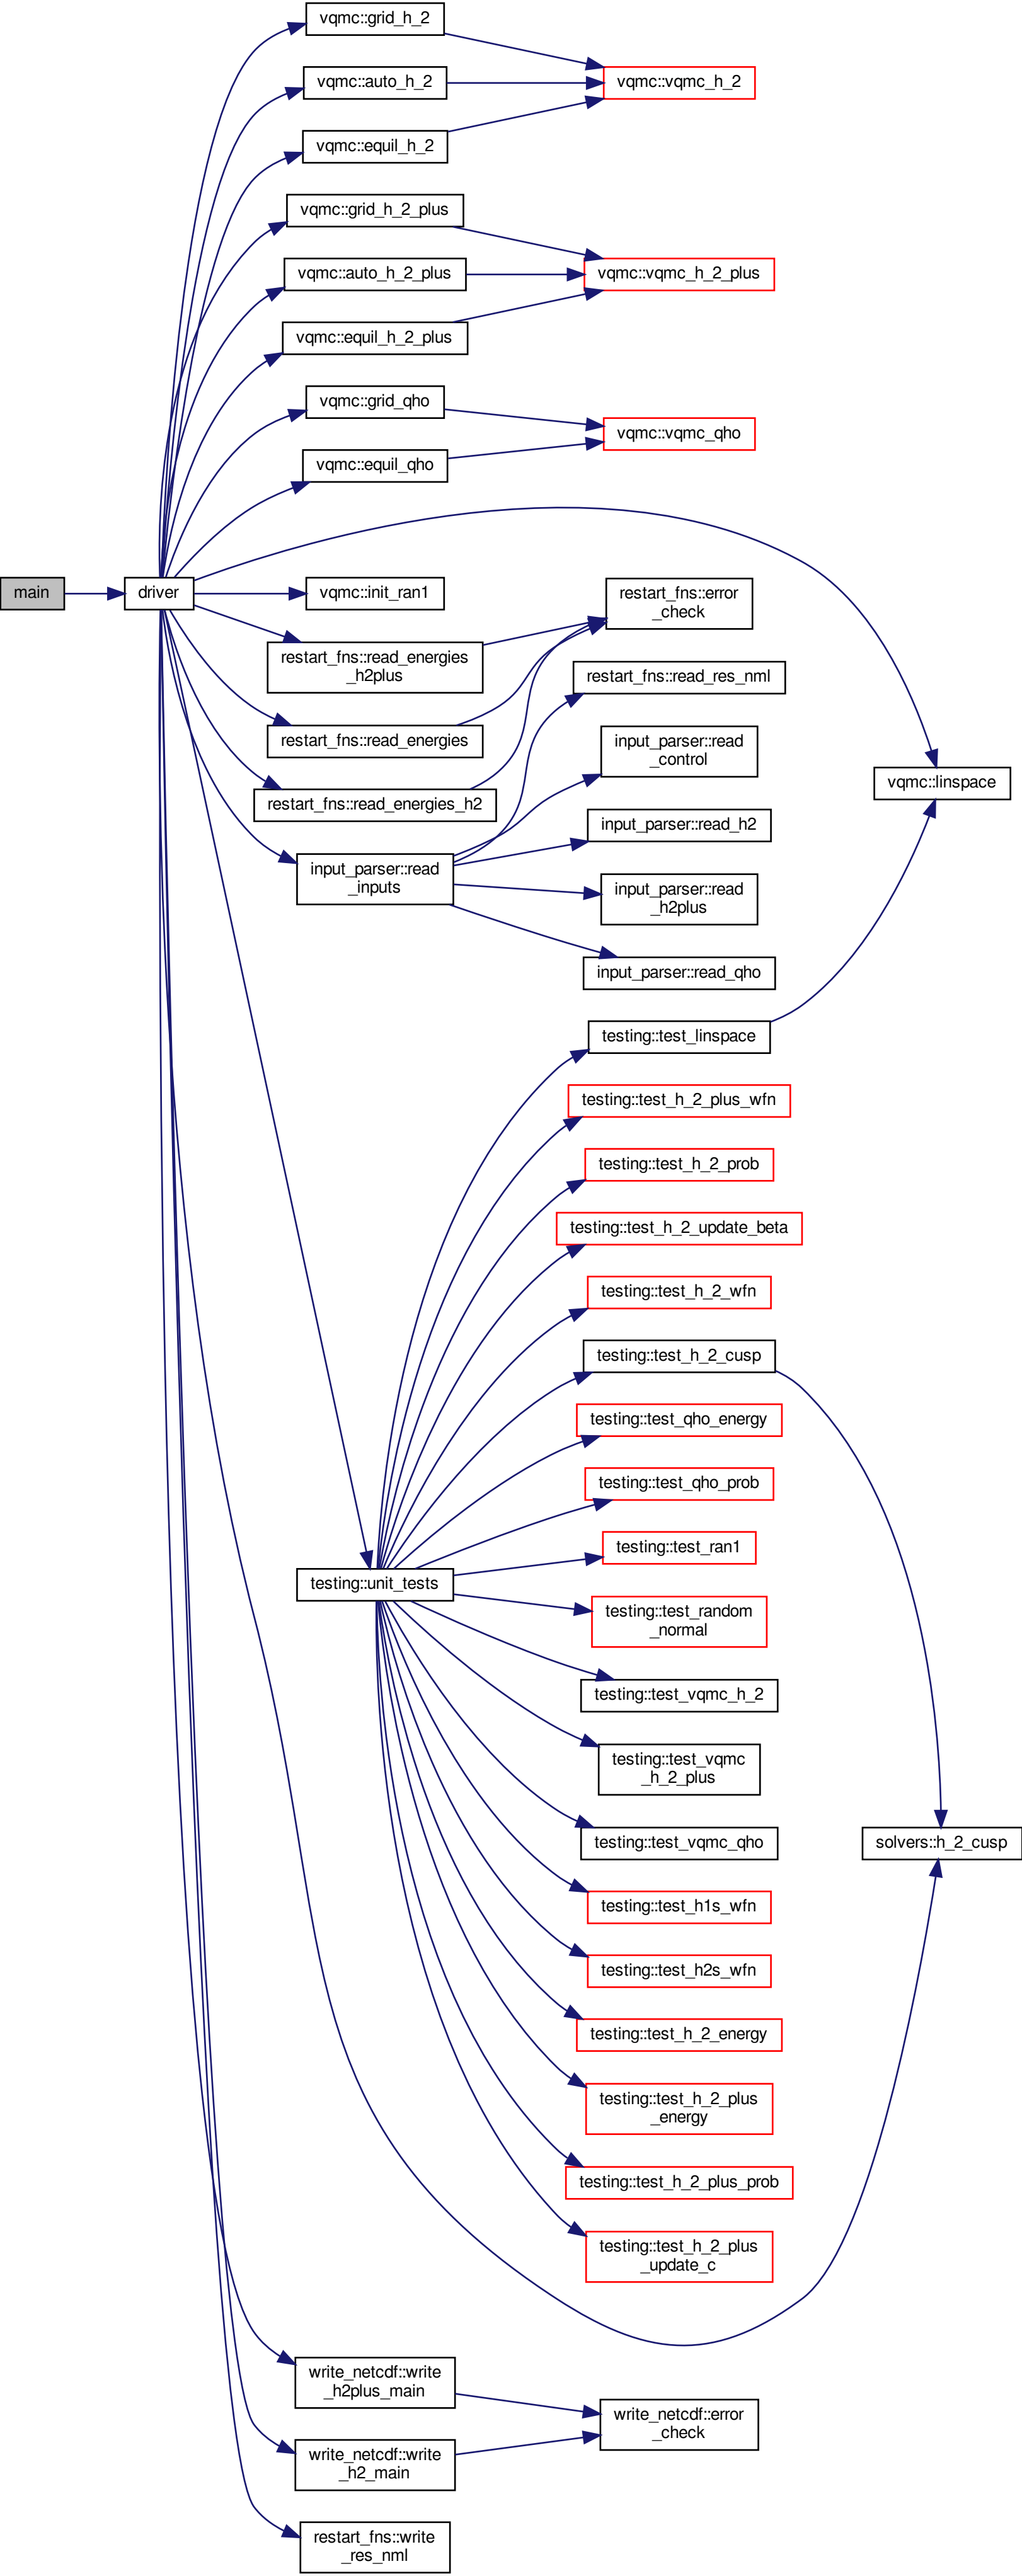 vqmc::grid_h_2
vqmc::auto_h_2
vqmc::vqmc_h_2
vqmc::equil_h_2
vqmc::grid_h_2_plus
vqmc::auto_h_2_plus
vqmc::vqmc_h_2_plus
vqmc::equil_h_2_plus
vqmc::grid_qho
vqmc::vqmc_qho
vqmc::equil_qho
main
driver
vqmc::init_ran1
restart_fns::error
_check
restart_fns::read_energies
_h2plus
restart_fns::read_res_nml
restart_fns::read_energies
input_parser::read
_control
vqmc::linspace
restart_fns::read_energies_h2
input_parser::read_h2
input_parser::read
_inputs
input_parser::read
_h2plus
input_parser::read_qho
testing::test_linspace
testing::test_h_2_plus_wfn
testing::test_h_2_prob
testing::test_h_2_update_beta
testing::test_h_2_wfn
testing::test_h_2_cusp
testing::test_qho_energy
testing::test_qho_prob
testing::test_ran1
testing::unit_tests
testing::test_random
_normal
testing::test_vqmc_h_2
testing::test_vqmc
_h_2_plus
testing::test_vqmc_qho
solvers::h_2_cusp
testing::test_h1s_wfn
testing::test_h2s_wfn
testing::test_h_2_energy
testing::test_h_2_plus
_energy
testing::test_h_2_plus_prob
testing::test_h_2_plus
_update_c
write_netcdf::write
_h2plus_main
write_netcdf::error
_check
write_netcdf::write
_h2_main
restart_fns::write
_res_nml